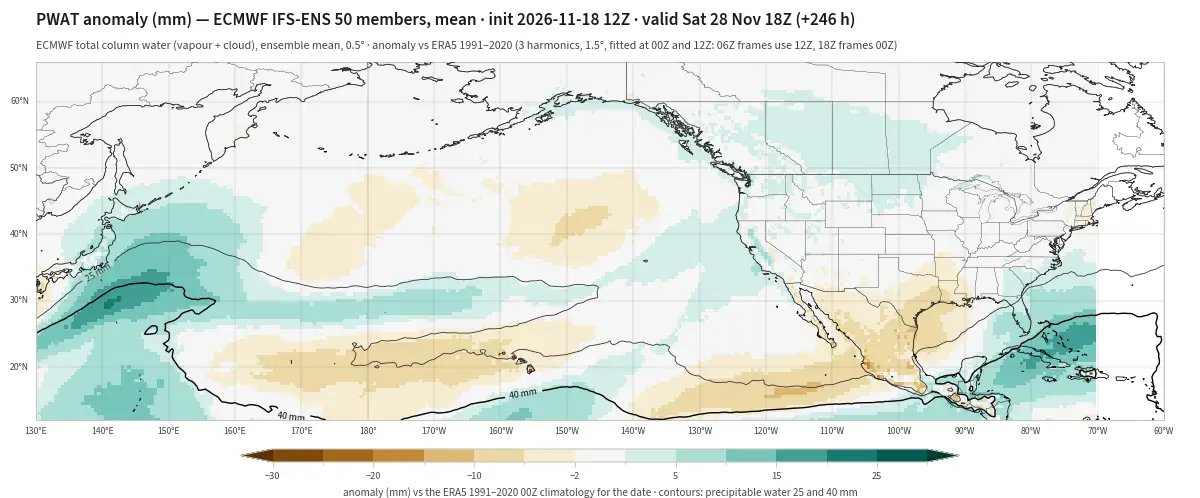 PWAT anomaly (mm) — ECMWF IFS-ENS 50 members, mean · init 2026-11-18 12Z · valid Sat 28 Nov 18Z (+246 h)
ECMWF total column water (vapour + cloud), ensemble mean, 0.5° · anomaly vs ERA5 1991–2020 (3 harmonics, 1.5°, fitted at 00Z and 12Z: 06Z frames use 12Z, 18Z frames 00Z)
60°N
50°N
40°N
25 mm
30°N
20°N
40 mm
40 mm
130°E 140°E 150°E 160°E 170°E 180° 170°W 160°W 150°W 140°W 130°W 120°W 110°W 100°W 90°W 80°W 70°W 60°W
−30 −20 −10 −2 5 15 25
anomaly (mm) vs the ERA5 1991–2020 00Z climatology for the date · contours: precipitable water 25 and 40 mm